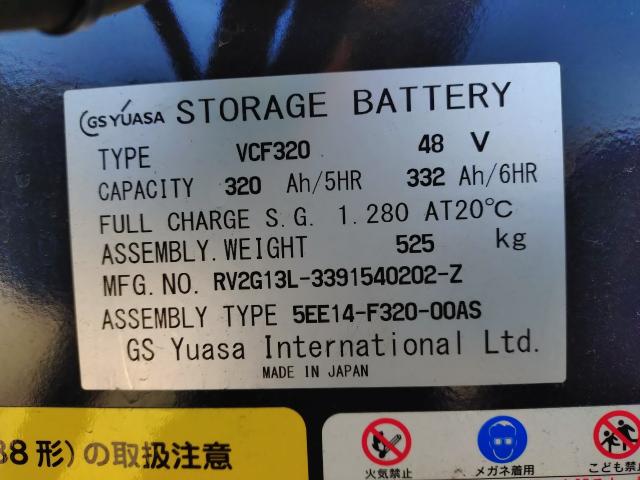 GS YUASA STORAGE BATTERY
TYPE VCF320 48 V
CAPACITY 320 Ah/5HR 332 Ah/6HR
FULL CHARGE S.G. 1.280 AT20℃
ASSEMBLY.WEIGHT 525 kg
MFG.NO. RV2G13L-3391540202-Z
ASSEMBLY TYPE 5EE14-F320-00AS
GS Yuasa International Ltd.
MADE IN JAPAN
38形)の取扱注意
火気禁止 メガネ着用 こども禁止